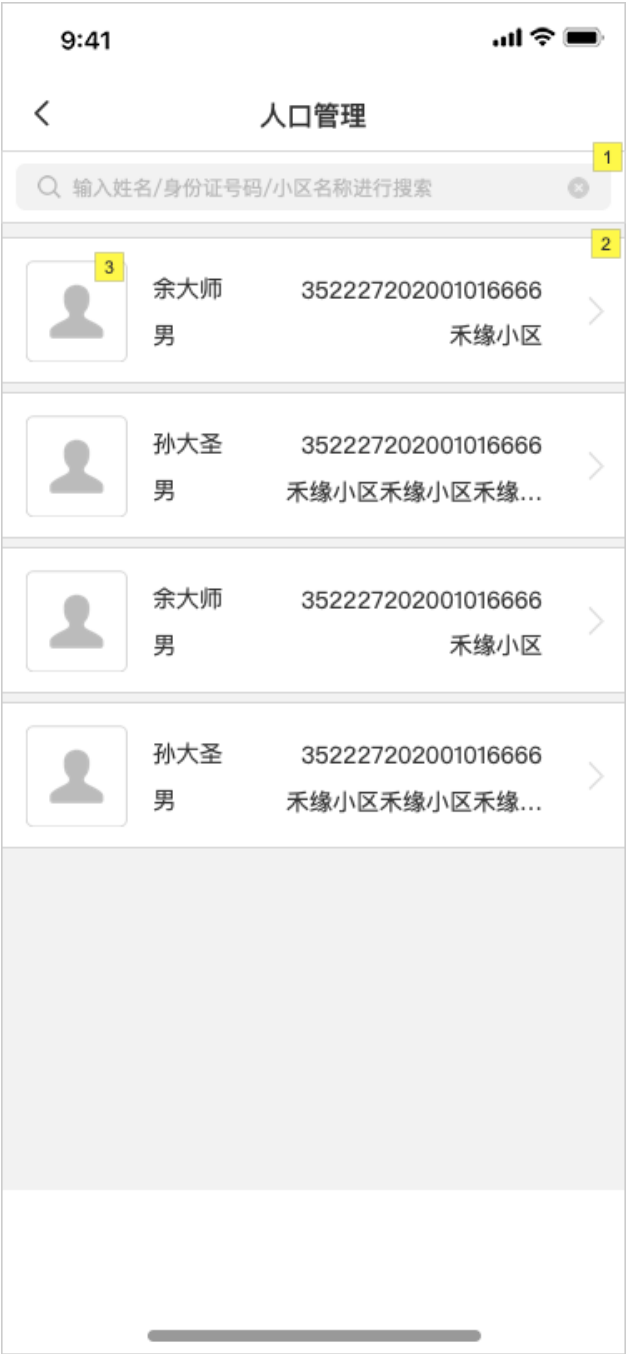 9:41
人口管理
1
输入姓名/身份证号码/小区名称进行搜索
2
3
余大师 352227202001016666
男 禾缘小区
孙大圣 352227202001016666
男 禾缘小区禾缘小区禾缘...
余大师 352227202001016666
男 禾缘小区
孙大圣 352227202001016666
男 禾缘小区禾缘小区禾缘...